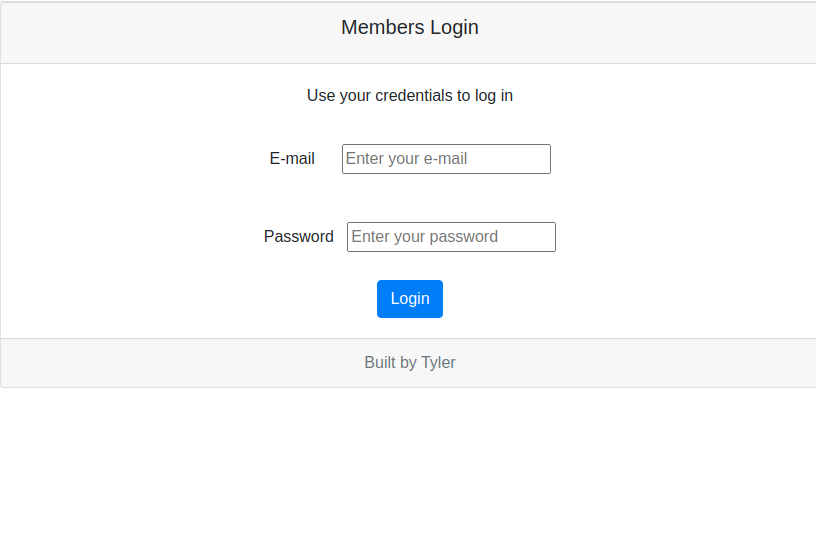 Members Login
Use your credentials to log in
E-mail Enter your e-mail
Password Enter your password
Login
Built by Tyler